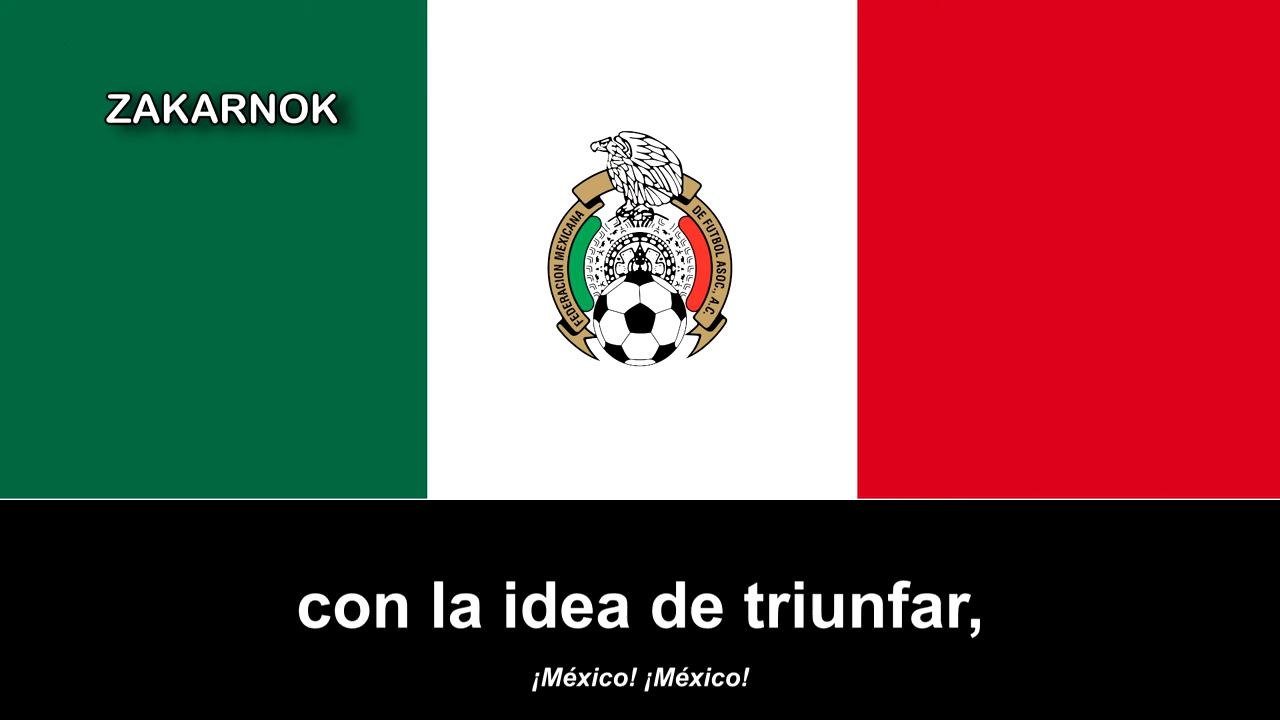 ZAKARNOK
FEDERACION MEXICANA
DE FUTBOL ASOC., A.C.
con la idea de triunfar,
¡México! ¡México!